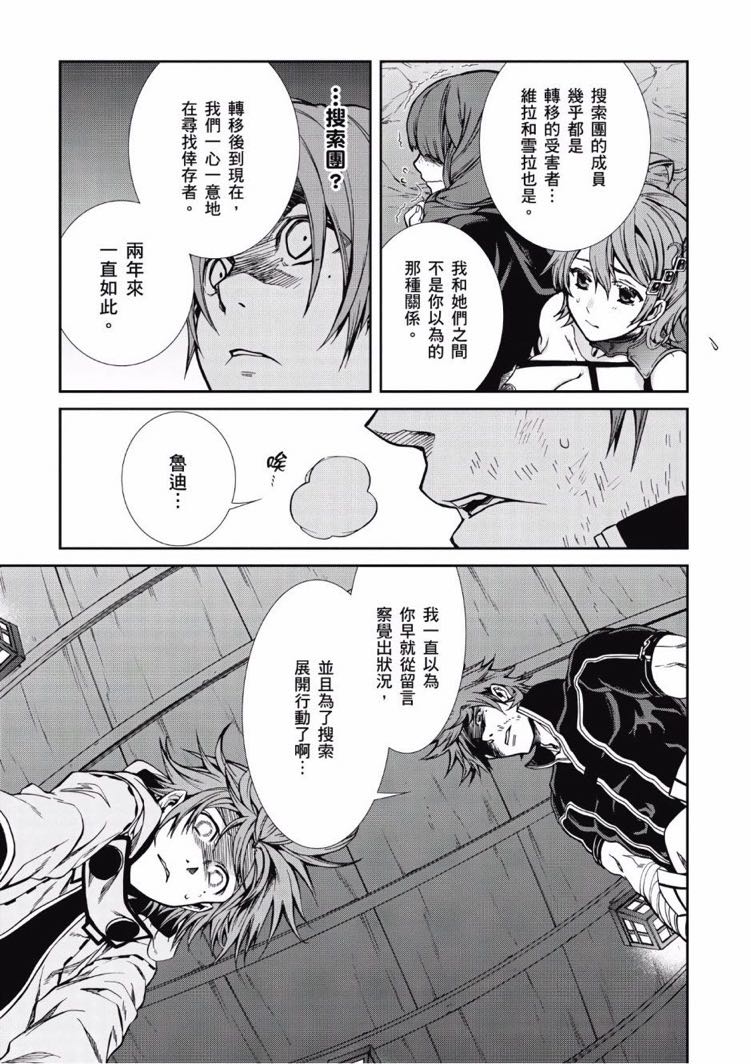 搜索團的成員
幾乎都是
轉移的受害者…
維拉和雪拉也是。
我和她們之間
不是你以為的
那種關係。
…搜索團？
轉移後到現在，
我們一心一意地
在尋找倖存者。
兩年來
一直如此。
唉
魯迪…
我一直以為
你早就從留言
察覺出狀況，
並且為了搜索
展開行動了啊…